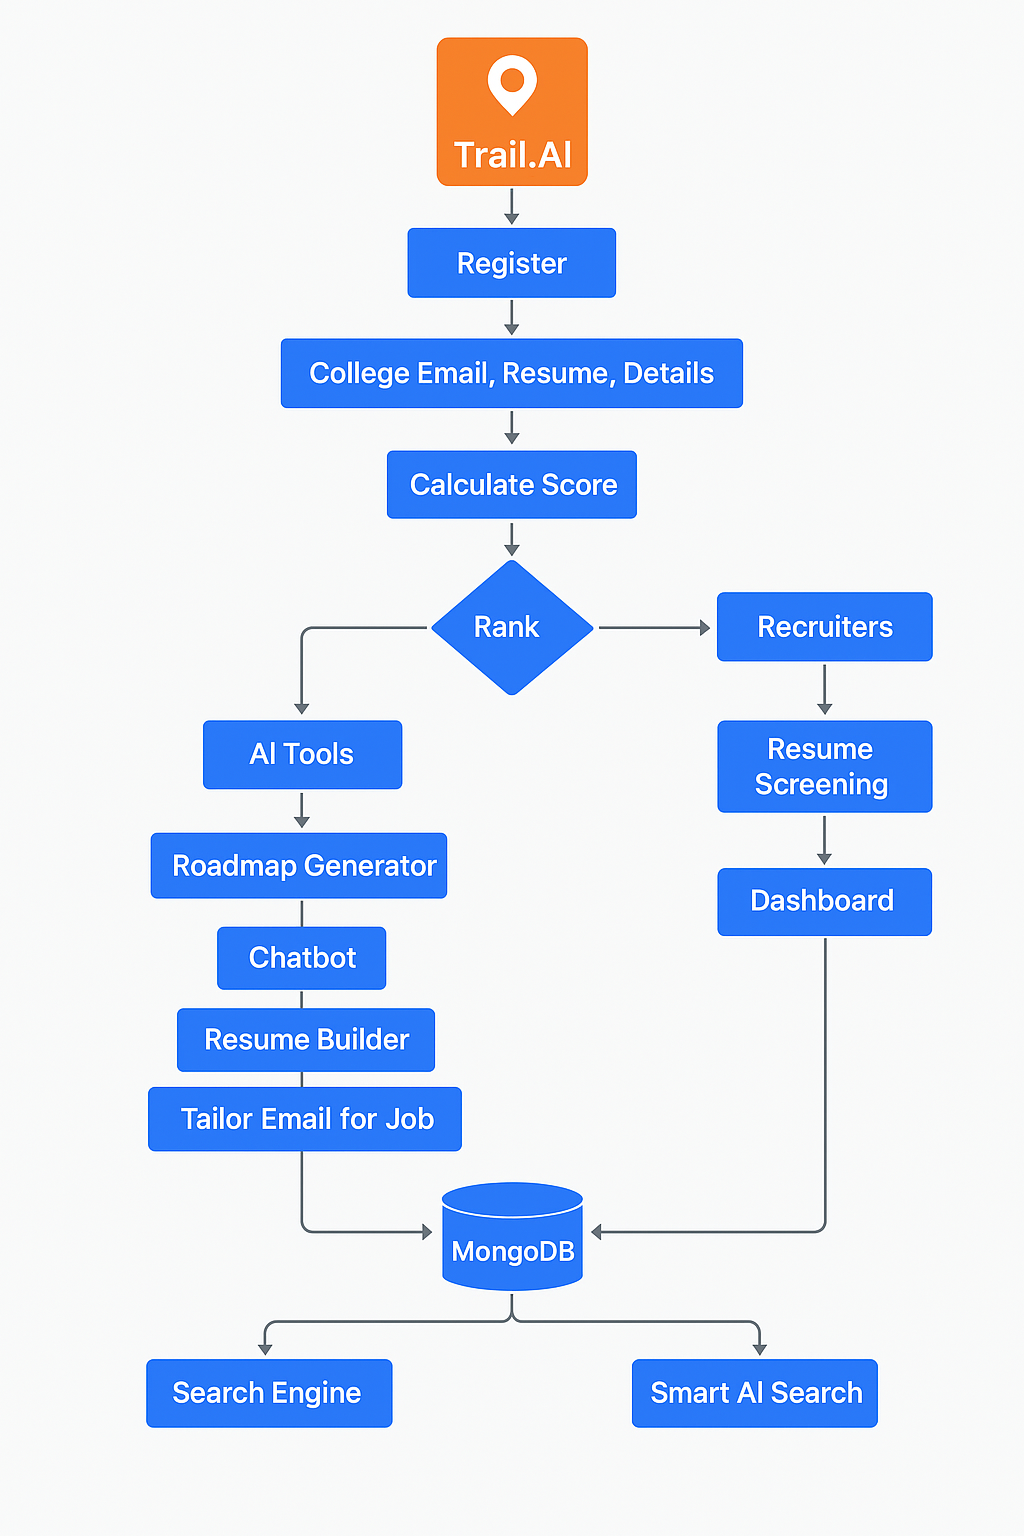 Trail.AI
Register
College Email, Resume, Details
Calculate Score
Rank
Recruiters
AI Tools
Resume
Screening
Roadmap Generator
Dashboard
Chatbot
Resume Builder
Tailor Email for Job
MongoDB
Search Engine
Smart AI Search